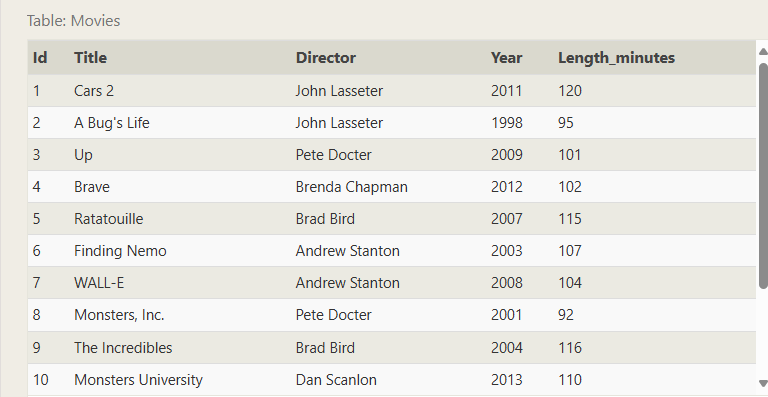 Table: Movies
Id Title Director Year Length_minutes
1 Cars 2 John Lasseter 2011 120
2 A Bug's Life John Lasseter 1998 95
3 Up Pete Docter 2009 101
4 Brave Brenda Chapman 2012 102
5 Ratatouille Brad Bird 2007 115
6 Finding Nemo Andrew Stanton 2003 107
7 WALL-E Andrew Stanton 2008 104
8 Monsters, Inc. Pete Docter 2001 92
9 The Incredibles Brad Bird 2004 116
10 Monsters University Dan Scanlon 2013 110